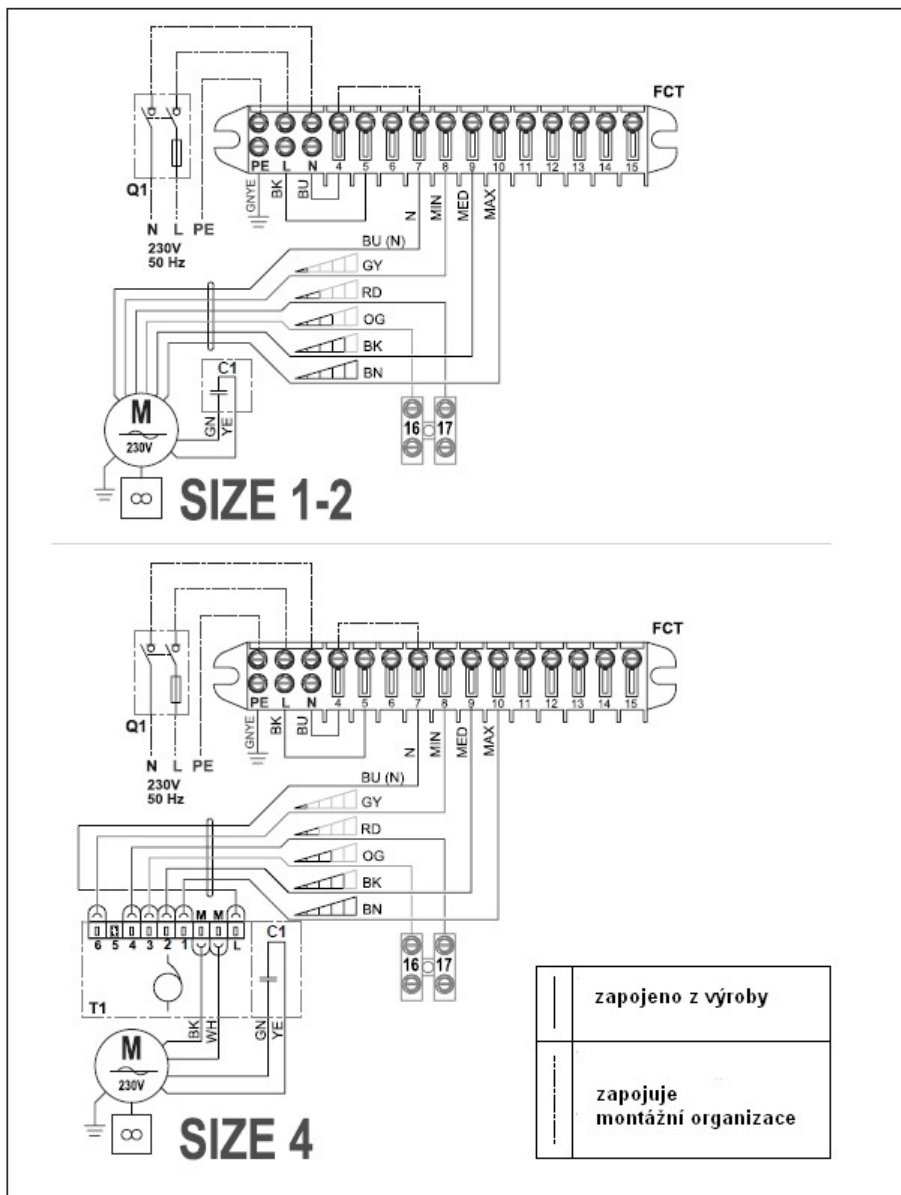 FCT
PE L N 4 5 6 7 8 9 10 11 12 13 14 15
Q1
GNYE BK BU N MIN MED MAX
N L PE
230V
50 Hz
BU (N)
GY
RD
OG
BK
BN
C1
M
230V
GN YE
16 17
SIZE 1-2
FCT
PE L N 4 5 6 7 8 9 10 11 12 13 14 15
Q1
GNYE BK BU N MIN MED MAX
N L PE
230V
50 Hz
BU (N)
GY
RD
OG
BK
BN
M M C1
6 5 4 3 2 1 L
16 17
T1
BK WH GN YE
M
230V
SIZE 4
zapojeno z výroby
zapojuje
montážní organizace